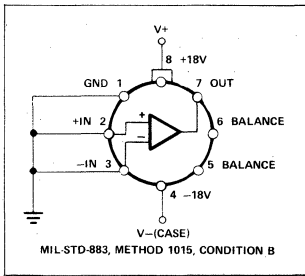 V+
8 +18V
GND 1
7 OUT
+IN 2
+
6 BALANCE
−
−IN 3
5 BALANCE
4 −18V
V−(CASE)
MIL-STD-883, METHOD 1015, CONDITION B